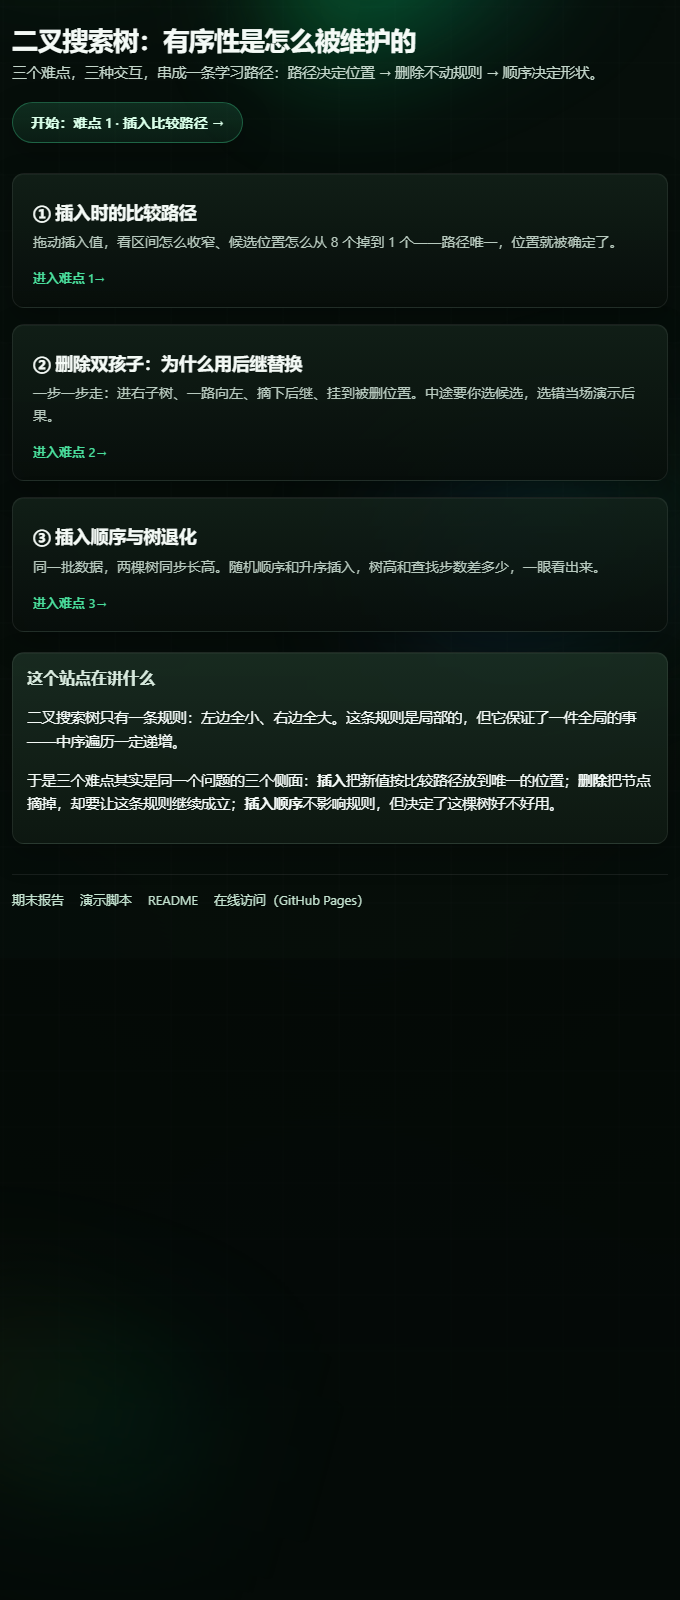 二叉搜索树：有序性是怎么被维护的
三个难点，三种交互，串成一条学习路径：路径决定位置 → 删除不动规则 → 顺序决定形状。
开始：难点 1 · 插入比较路径 →
① 插入时的比较路径
拖动插入值，看区间怎么收窄、候选位置怎么从 8 个掉到 1 个——路径唯一，位置就被确定了。
进入难点 1→
② 删除双孩子：为什么用后继替换
一步一步走：进右子树、一路向左、摘下后继、挂到被删位置。中途要你选候选，选错当场演示后
果。
进入难点 2→
③ 插入顺序与树退化
同一批数据，两棵树同步长高。随机顺序和升序插入，树高和查找步数差多少，一眼看出来。
进入难点 3→
这个站点在讲什么
二叉搜索树只有一条规则：左边全小、右边全大。这条规则是局部的，但它保证了一件全局的事
——中序遍历一定递增。
于是三个难点其实是同一个问题的三个侧面：插入把新值按比较路径放到唯一的位置；删除把节点
摘掉，却要让这条规则继续成立；插入顺序不影响规则，但决定了这棵树好不好用。
期末报告 演示脚本 README 在线访问（GitHub Pages）